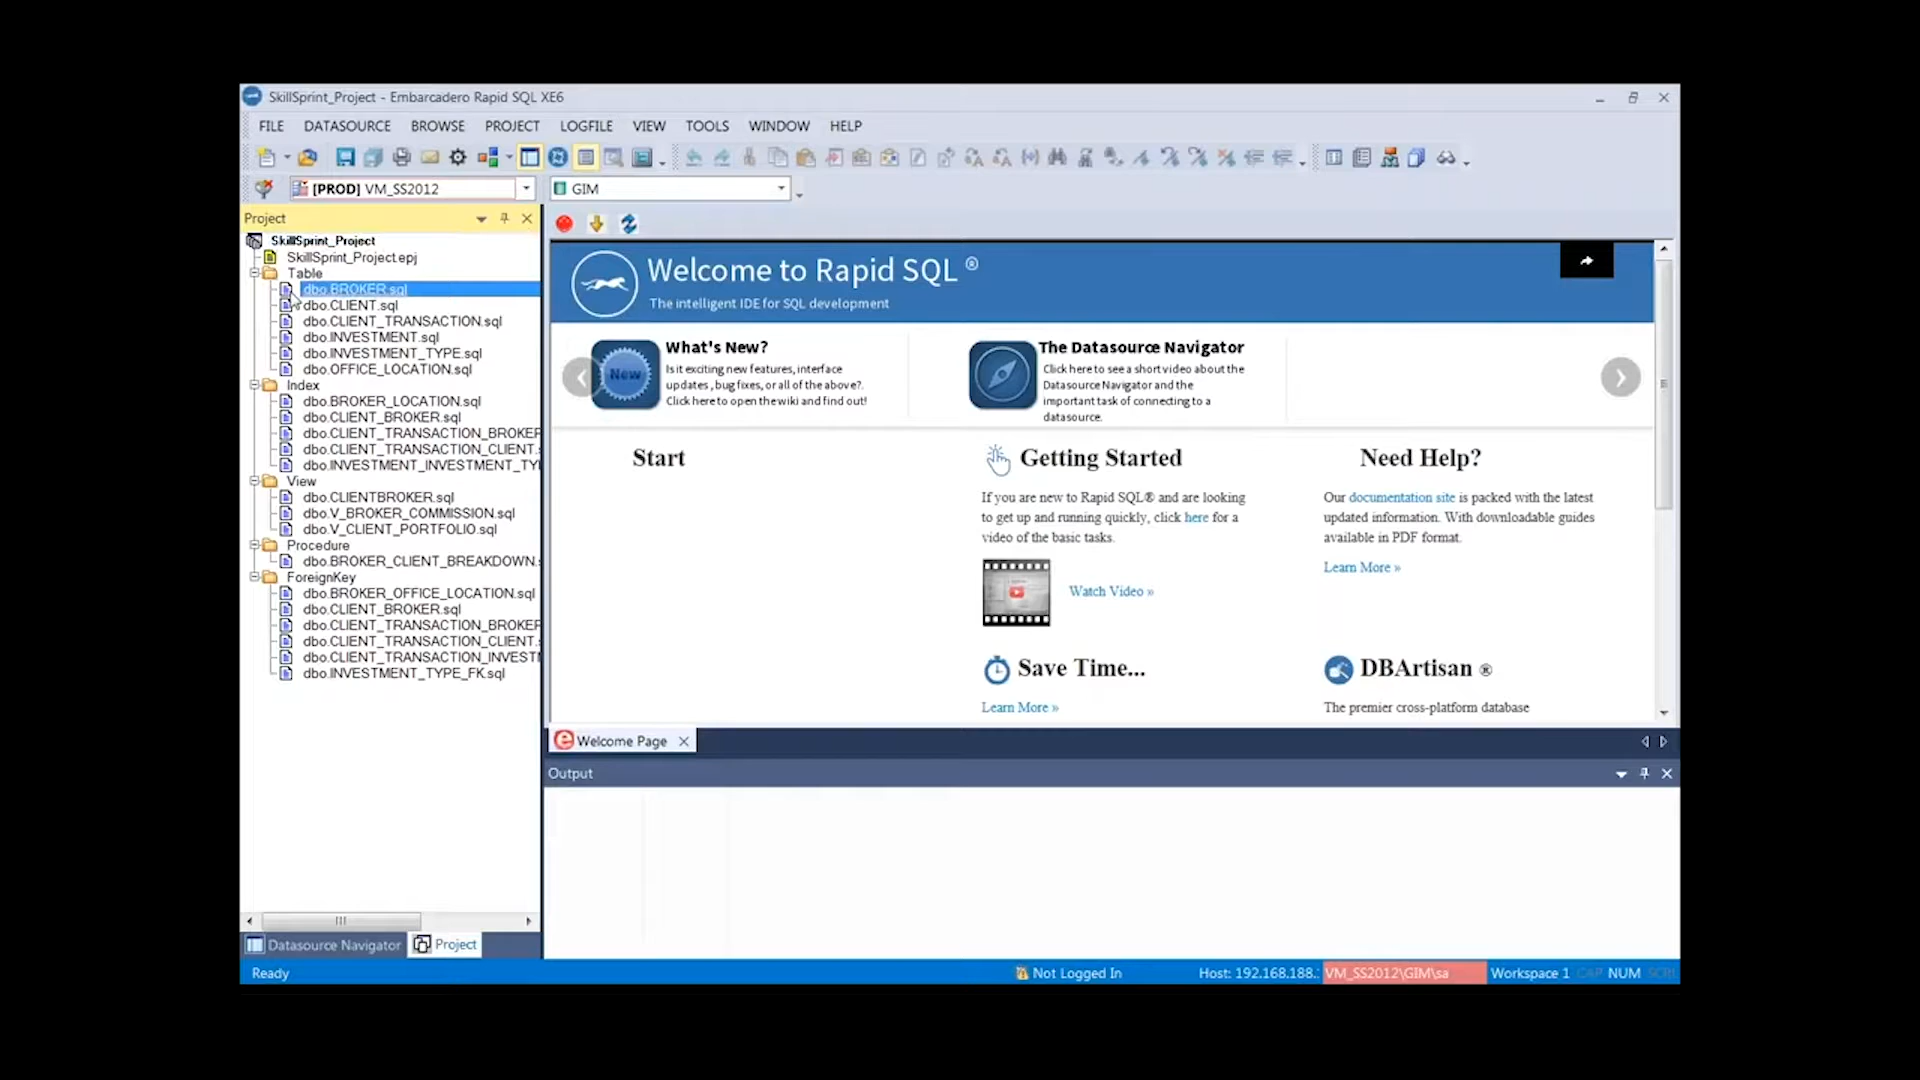 SkillSprint_Project - Embarcadero Rapid SQL XE6
FILE DATASOURCE BROWSE PROJECT LOGFILE VIEW TOOLS WINDOW HELP
[PROD] VM_SS2012 GIM
Project
SkillSprint_Project
SkillSprint_Project.epj
Table
dbo.BROKER.sql
dbo.CLIENT.sql
dbo.CLIENT_TRANSACTION.sql
dbo.INVESTMENT.sql
dbo.INVESTMENT_TYPE.sql
dbo.OFFICE_LOCATION.sql
Index
dbo.BROKER_LOCATION.sql
dbo.CLIENT_BROKER.sql
dbo.CLIENT_TRANSACTION_BROKER
dbo.CLIENT_TRANSACTION_CLIENT.
dbo.INVESTMENT_INVESTMENT_TY
View
dbo.CLIENTBROKER.sql
dbo.V_BROKER_COMMISSION.sql
dbo.V_CLIENT_PORTFOLIO.sql
Procedure
dbo.BROKER_CLIENT_BREAKDOWN.
ForeignKey
dbo.BROKER_OFFICE_LOCATION.sql
dbo.CLIENT_BROKER.sql
dbo.CLIENT_TRANSACTION_BROKER
dbo.CLIENT_TRANSACTION_CLIENT.
dbo.CLIENT_TRANSACTION_INVEST
dbo.INVESTMENT_TYPE_FK.sql
Datasource Navigator Project
Welcome to Rapid SQL ®
The intelligent IDE for SQL development
New
What's New?
Is it exciting new features, interface
updates, bug fixes, or all of the above?.
Click here to open the wiki and find out!
The Datasource Navigator
Click here to see a short video about the
Datasource Navigator and the
important task of connecting to a
datasource.
Start
Getting Started
If you are new to Rapid SQL® and are looking
to get up and running quickly, click here for a
video of the basic tasks.
Watch Video »
Need Help?
Our documentation site is packed with the latest
updated information. With downloadable guides
available in PDF format.
Learn More »
Save Time...
Learn More »
DBArtisan ®
The premier cross-platform database
Welcome Page
Output
Ready Not Logged In Host: 192.168.188. VM_SS2012\GIM\sa Workspace 1 CAP NUM SCRL